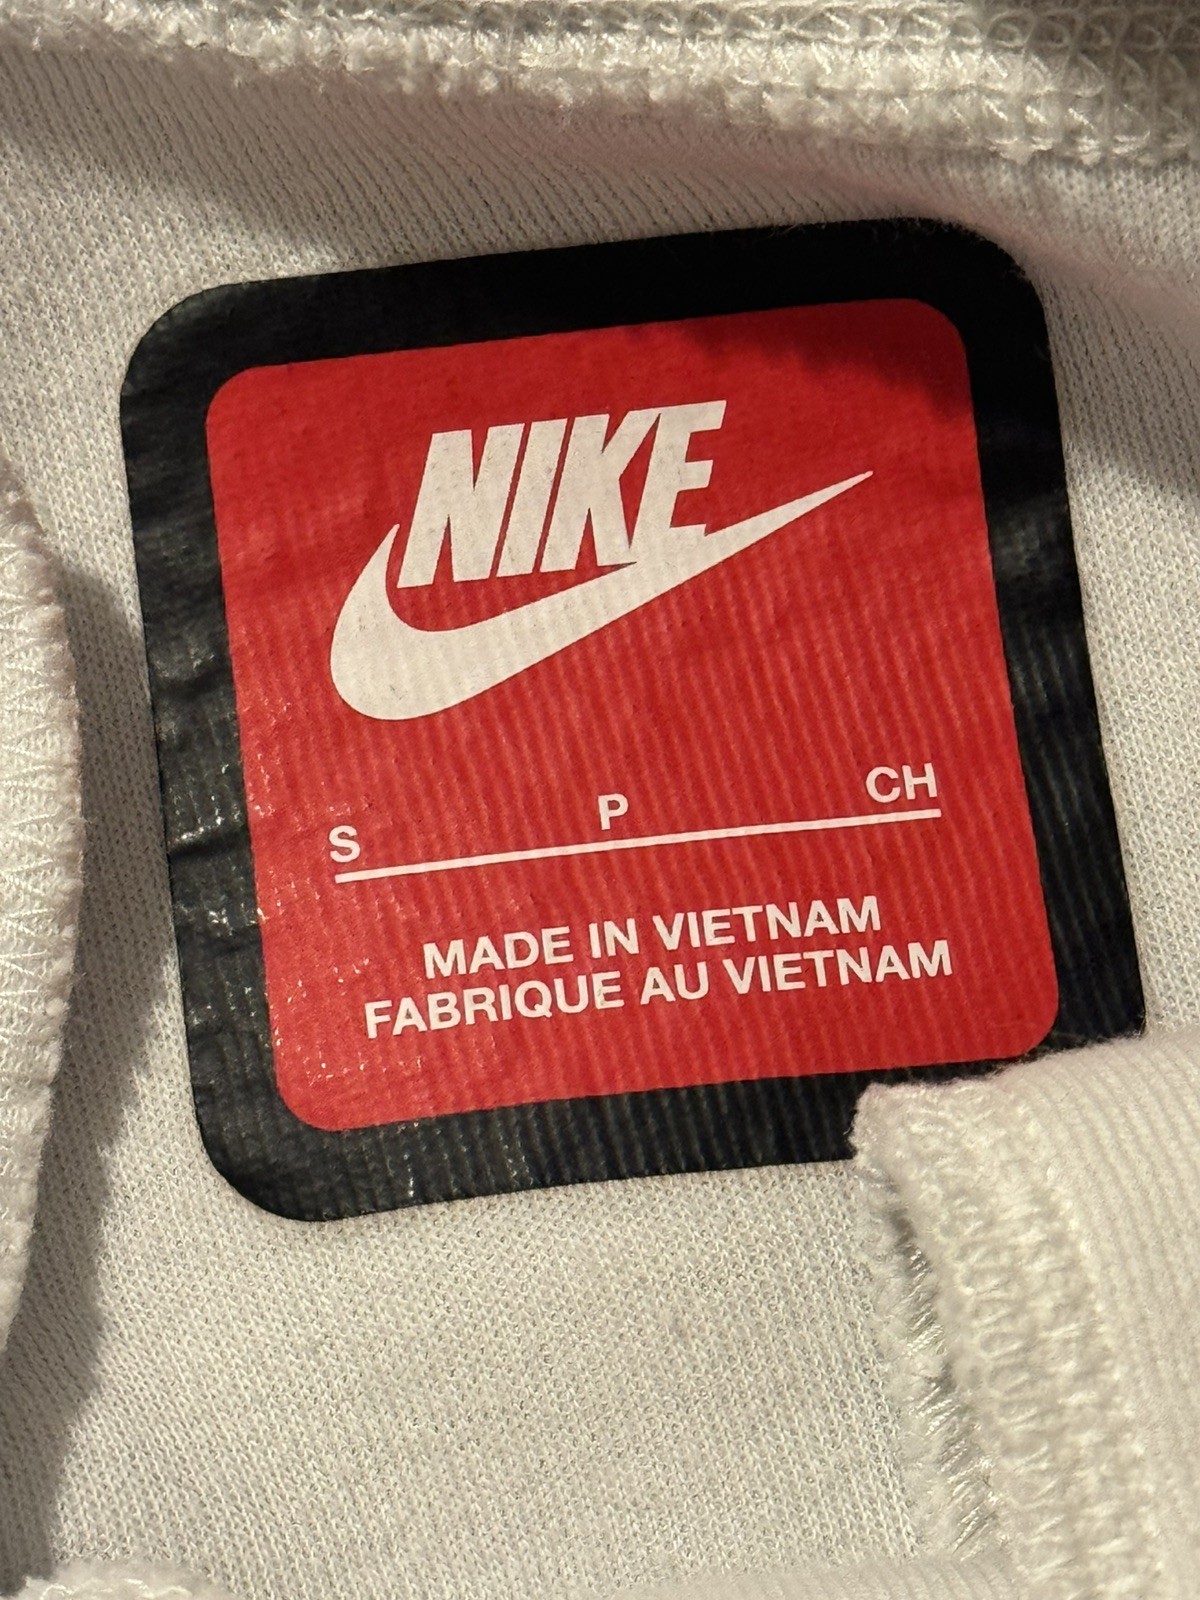 NIKE
S P CH
MADE IN VIETNAM
FABRIQUE AU VIETNAM